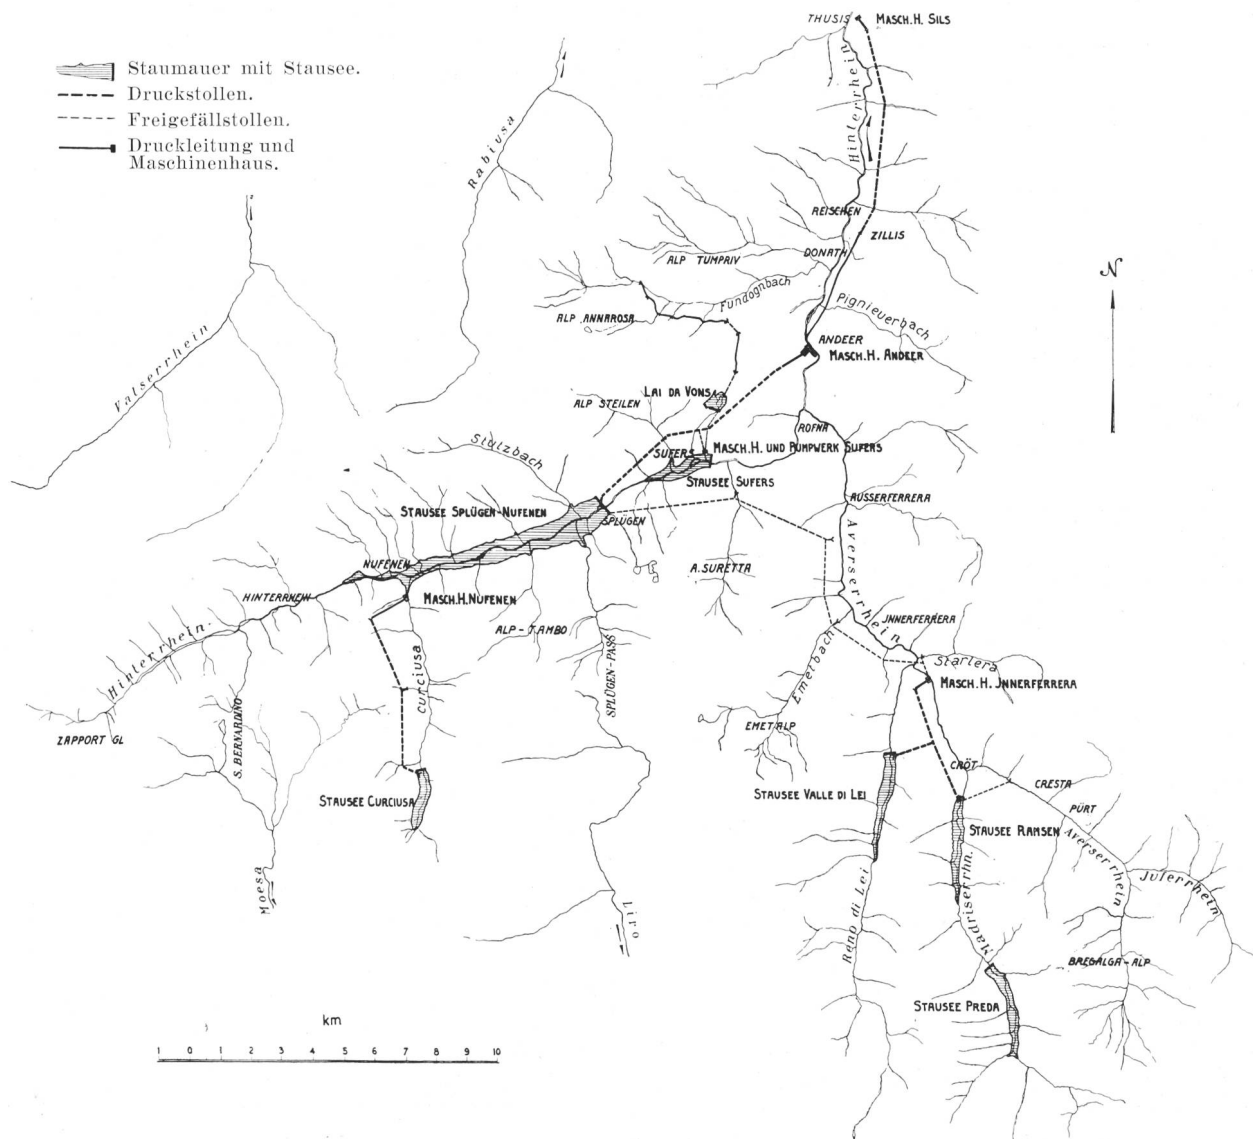 THUSIS
MASCH.H. SILS
Staumauer mit Stausee.
Druckstollen.
Freigefällstollen.
Druckleitung und
Maschinenhaus.
Hinterrhein
Rabiusa
REISCHEN
ZILLIS
DONATH
ALP TUMPRIV
N
Fundognbach
Pignieuerbach
ALP ANNAROSA
Valserrhein
ANDEER
MASCH. H. ANDEER
LAI DA VONSA
ALP STEILEN
ROFNA
Stutzbach
SUFERS
MASCH. H. UND PUMPWERK SUFERS
STAUSEE SUFERS
AUSSERFERRERA
STAUSEE SPLÜGEN-NUFENEN
SPLÜGEN
Averserrhein
NUFENEN
A. SURETTA
HINTERRHEIN
MASCH.H. NUFENEN
JNNERFERRERA
ALP-TAMBO
Starlera
Hinterrhein.
Curciusa
SPLÜGEN-PASS
Emetbach
MASCH. H. JNNERFERRERA
ZAPPORT GL
S. BERNARDINO
EMETALP
CRÖT
CRESTA
STAUSEE CURCIUSA
STAUSEE VALLE DI LEI
PÜRT
STAUSEE RAMSEN
Averserrhein
Juferrhein
Moesa
Liro
Reno di Lei
Madriserrhn.
BREGALGA-ALP
STAUSEE PREDA
km
1 0 1 2 3 4 5 6 7 8 9 10